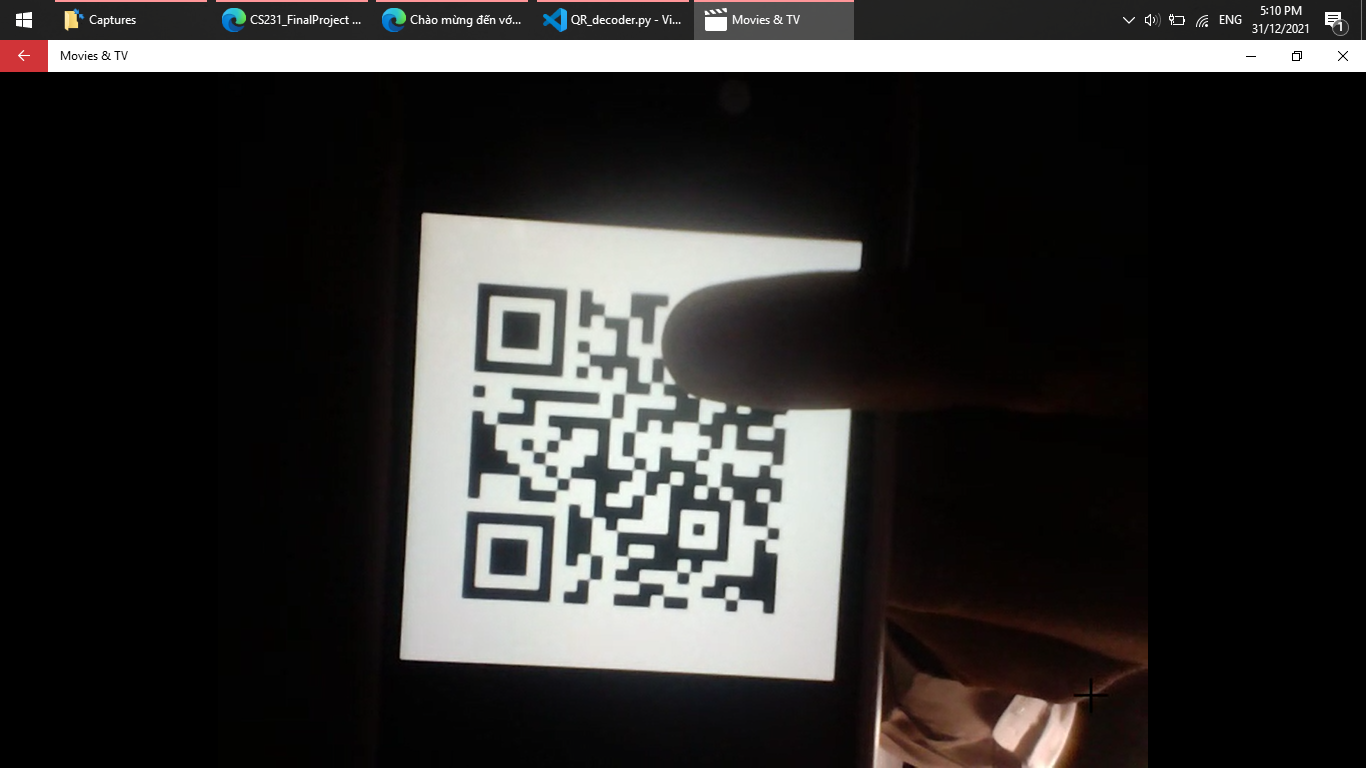 Captures
CS231_FinalProject ...
Chào mừng đến vớ...
QR_decoder.py - Vi...
Movies & TV
ENG
5:10 PM
31/12/2021
1
Movies & TV